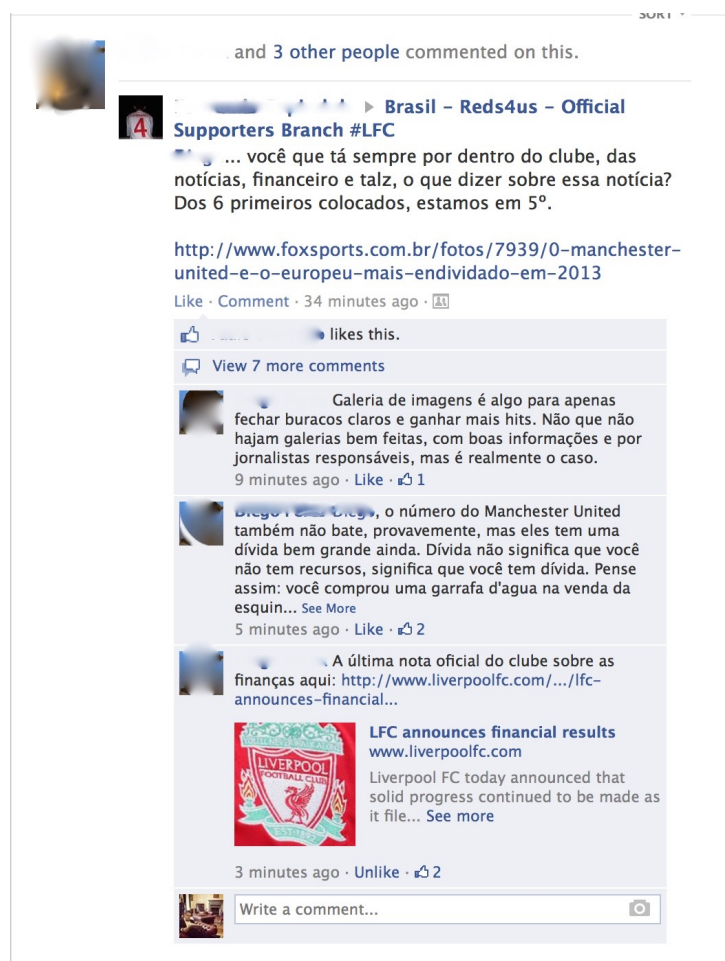 SORT
and 3 other people commented on this.
▸ Brasil – Reds4us – Official
Supporters Branch #LFC
... você que tá sempre por dentro do clube, das
notícias, financeiro e talz, o que dizer sobre essa notícia?
Dos 6 primeiros colocados, estamos em 5º.
http://www.foxsports.com.br/fotos/7939/0-manchester-
united-e-o-europeu-mais-endividado-em-2013
Like · Comment · 34 minutes ago ·
likes this.
View 7 more comments
Galeria de imagens é algo para apenas
fechar buracos claros e ganhar mais hits. Não que não
hajam galerias bem feitas, com boas informações e por
jornalistas responsáveis, mas é realmente o caso.
9 minutes ago · Like · 1
, o número do Manchester United
também não bate, provavemente, mas eles tem uma
dívida bem grande ainda. Dívida não significa que você
não tem recursos, significa que você tem dívida. Pense
assim: você comprou uma garrafa d'agua na venda da
esquin... See More
5 minutes ago · Like · 2
A última nota oficial do clube sobre as
finanças aqui: http://www.liverpoolfc.com/.../lfc-
announces-financial...
LFC announces financial results
www.liverpoolfc.com
Liverpool FC today announced that
solid progress continued to be made as
it file... See more
LIVERPOOL
FOOTBALL CLUB
EST·1892
3 minutes ago · Unlike · 2
Write a comment...
4